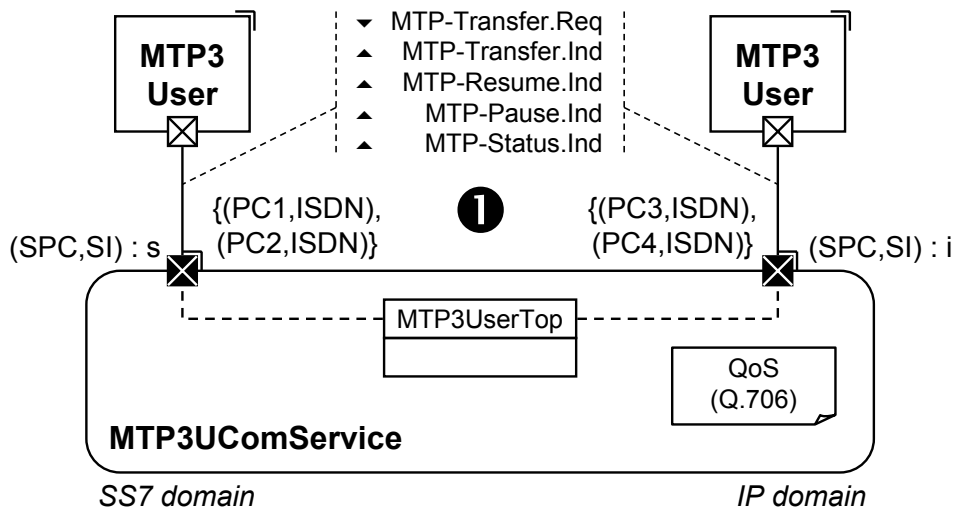 MTP3
User
MTP-Transfer.Req
MTP-Transfer.Ind
MTP-Resume.Ind
MTP-Pause.Ind
MTP-Status.Ind
MTP3
User
(SPC,SI) : s
{(PC1,ISDN),
(PC2,ISDN)}
1
{(PC3,ISDN),
(PC4,ISDN)}
(SPC,SI) : i
MTP3UserTop
QoS
(Q.706)
MTP3UComService
SS7 domain
IP domain